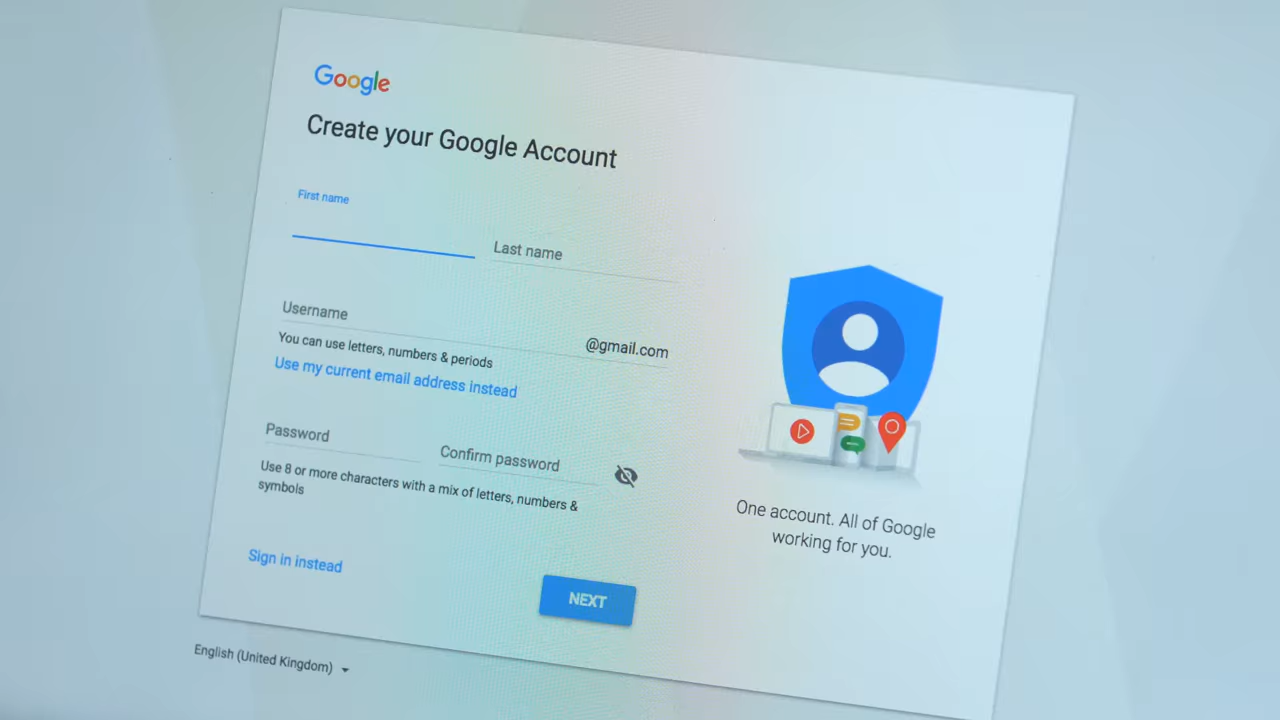 Google
Create your Google Account
First name
Last name
Username
@gmail.com
You can use letters, numbers & periods
Use my current email address instead
Password
Confirm password
Use 8 or more characters with a mix of letters, numbers &
symbols
Sign in instead
NEXT
One account. All of Google
working for you.
English (United Kingdom)